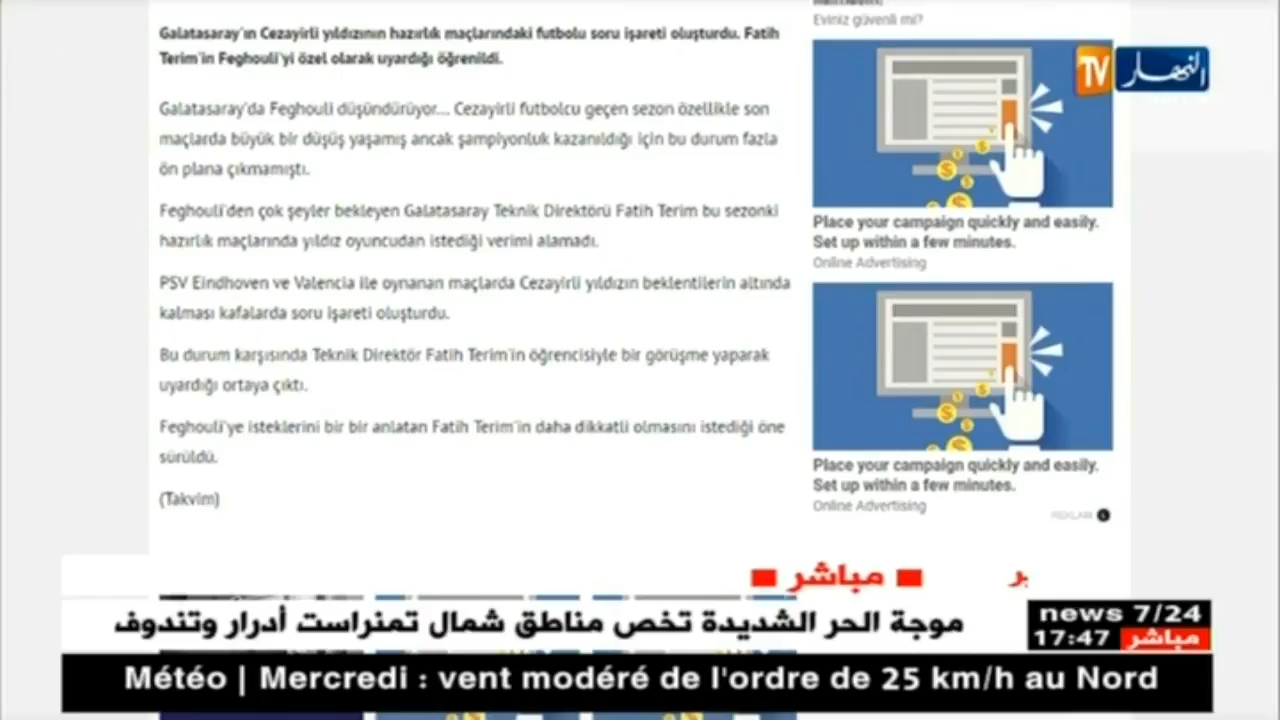 Galatasaray'ın Cezayirli yıldızının hazırlık maçlarındaki futbolu soru işareti oluşturdu. Fatih
Terim'in Feghouli'yi özel olarak uyardığı öğrenildi.
Galatasaray'da Feghouli düşündürüyor.... Cezayirli futbolcu geçen sezon özellikle son
maçlarda büyük bir düşüş yaşamış ancak şampiyonluk kazanıldığı için bu durum fazla
ön plana çıkmamıştı.
Feghouli'den çok şeyler bekleyen Galatasaray Teknik Direktörü Fatih Terim bu sezonki
hazırlık maçlarında yıldız oyuncudan istediği verimi alamadı.
PSV Eindhoven ve Valencia ile oynanan maçlarda Cezayirli yıldızın beklentilerin altında
kalması kafalarda soru işareti oluşturdu.
Bu durum karşısında Teknik Direktör Fatih Terim'in öğrencisiyle bir görüşme yaparak
uyardığı ortaya çıktı.
Feghouli'ye isteklerini bir bir anlatan Fatih Terim'in daha dikkatli olmasını istediği öne
sürüldü.
(Takvim)
Eviniz güvenli mi?
TV النهار
Place your campaign quickly and easily.
Set up within a few minutes.
Online Advertising
Place your campaign quickly and easily.
Set up within a few minutes.
Online Advertising
REKLAM
مباشر
موجة الحر الشديدة تخص مناطق شمال تمنراست أدرار وتندوف
news 7/24
17:47 مباشر
Météo | Mercredi : vent modéré de l'ordre de 25 km/h au Nord